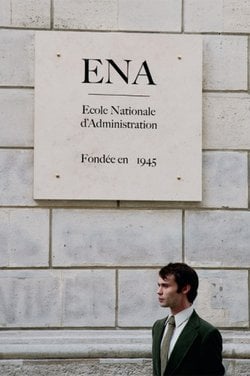 ENA
Ecole Nationale
d'Administration
Fondée en 1945